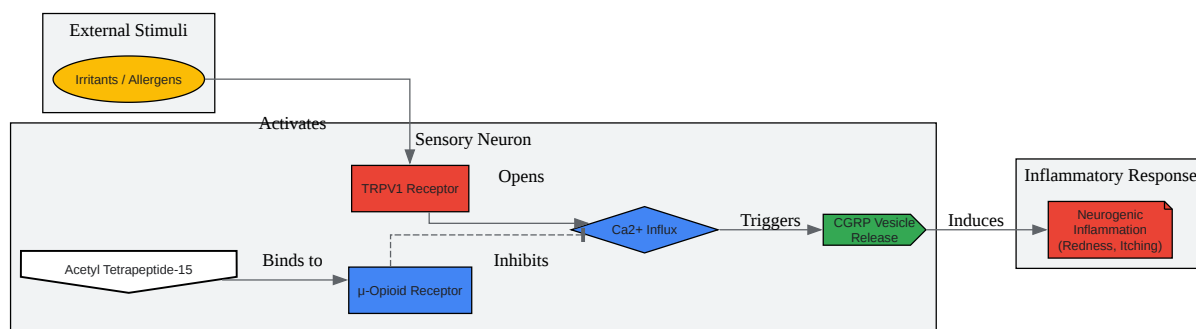 External Stimuli
Irritants / Allergens
Activates
Sensory Neuron
TRPV1 Receptor
Opens
Inflammatory Response
Ca2+ Influx
Triggers
CGRP Vesicle
Release
Induces
Neurogenic
Inflammation
(Redness, Itching)
Acetyl Tetrapeptide-15
Binds to
μ-Opioid Receptor
Inhibits